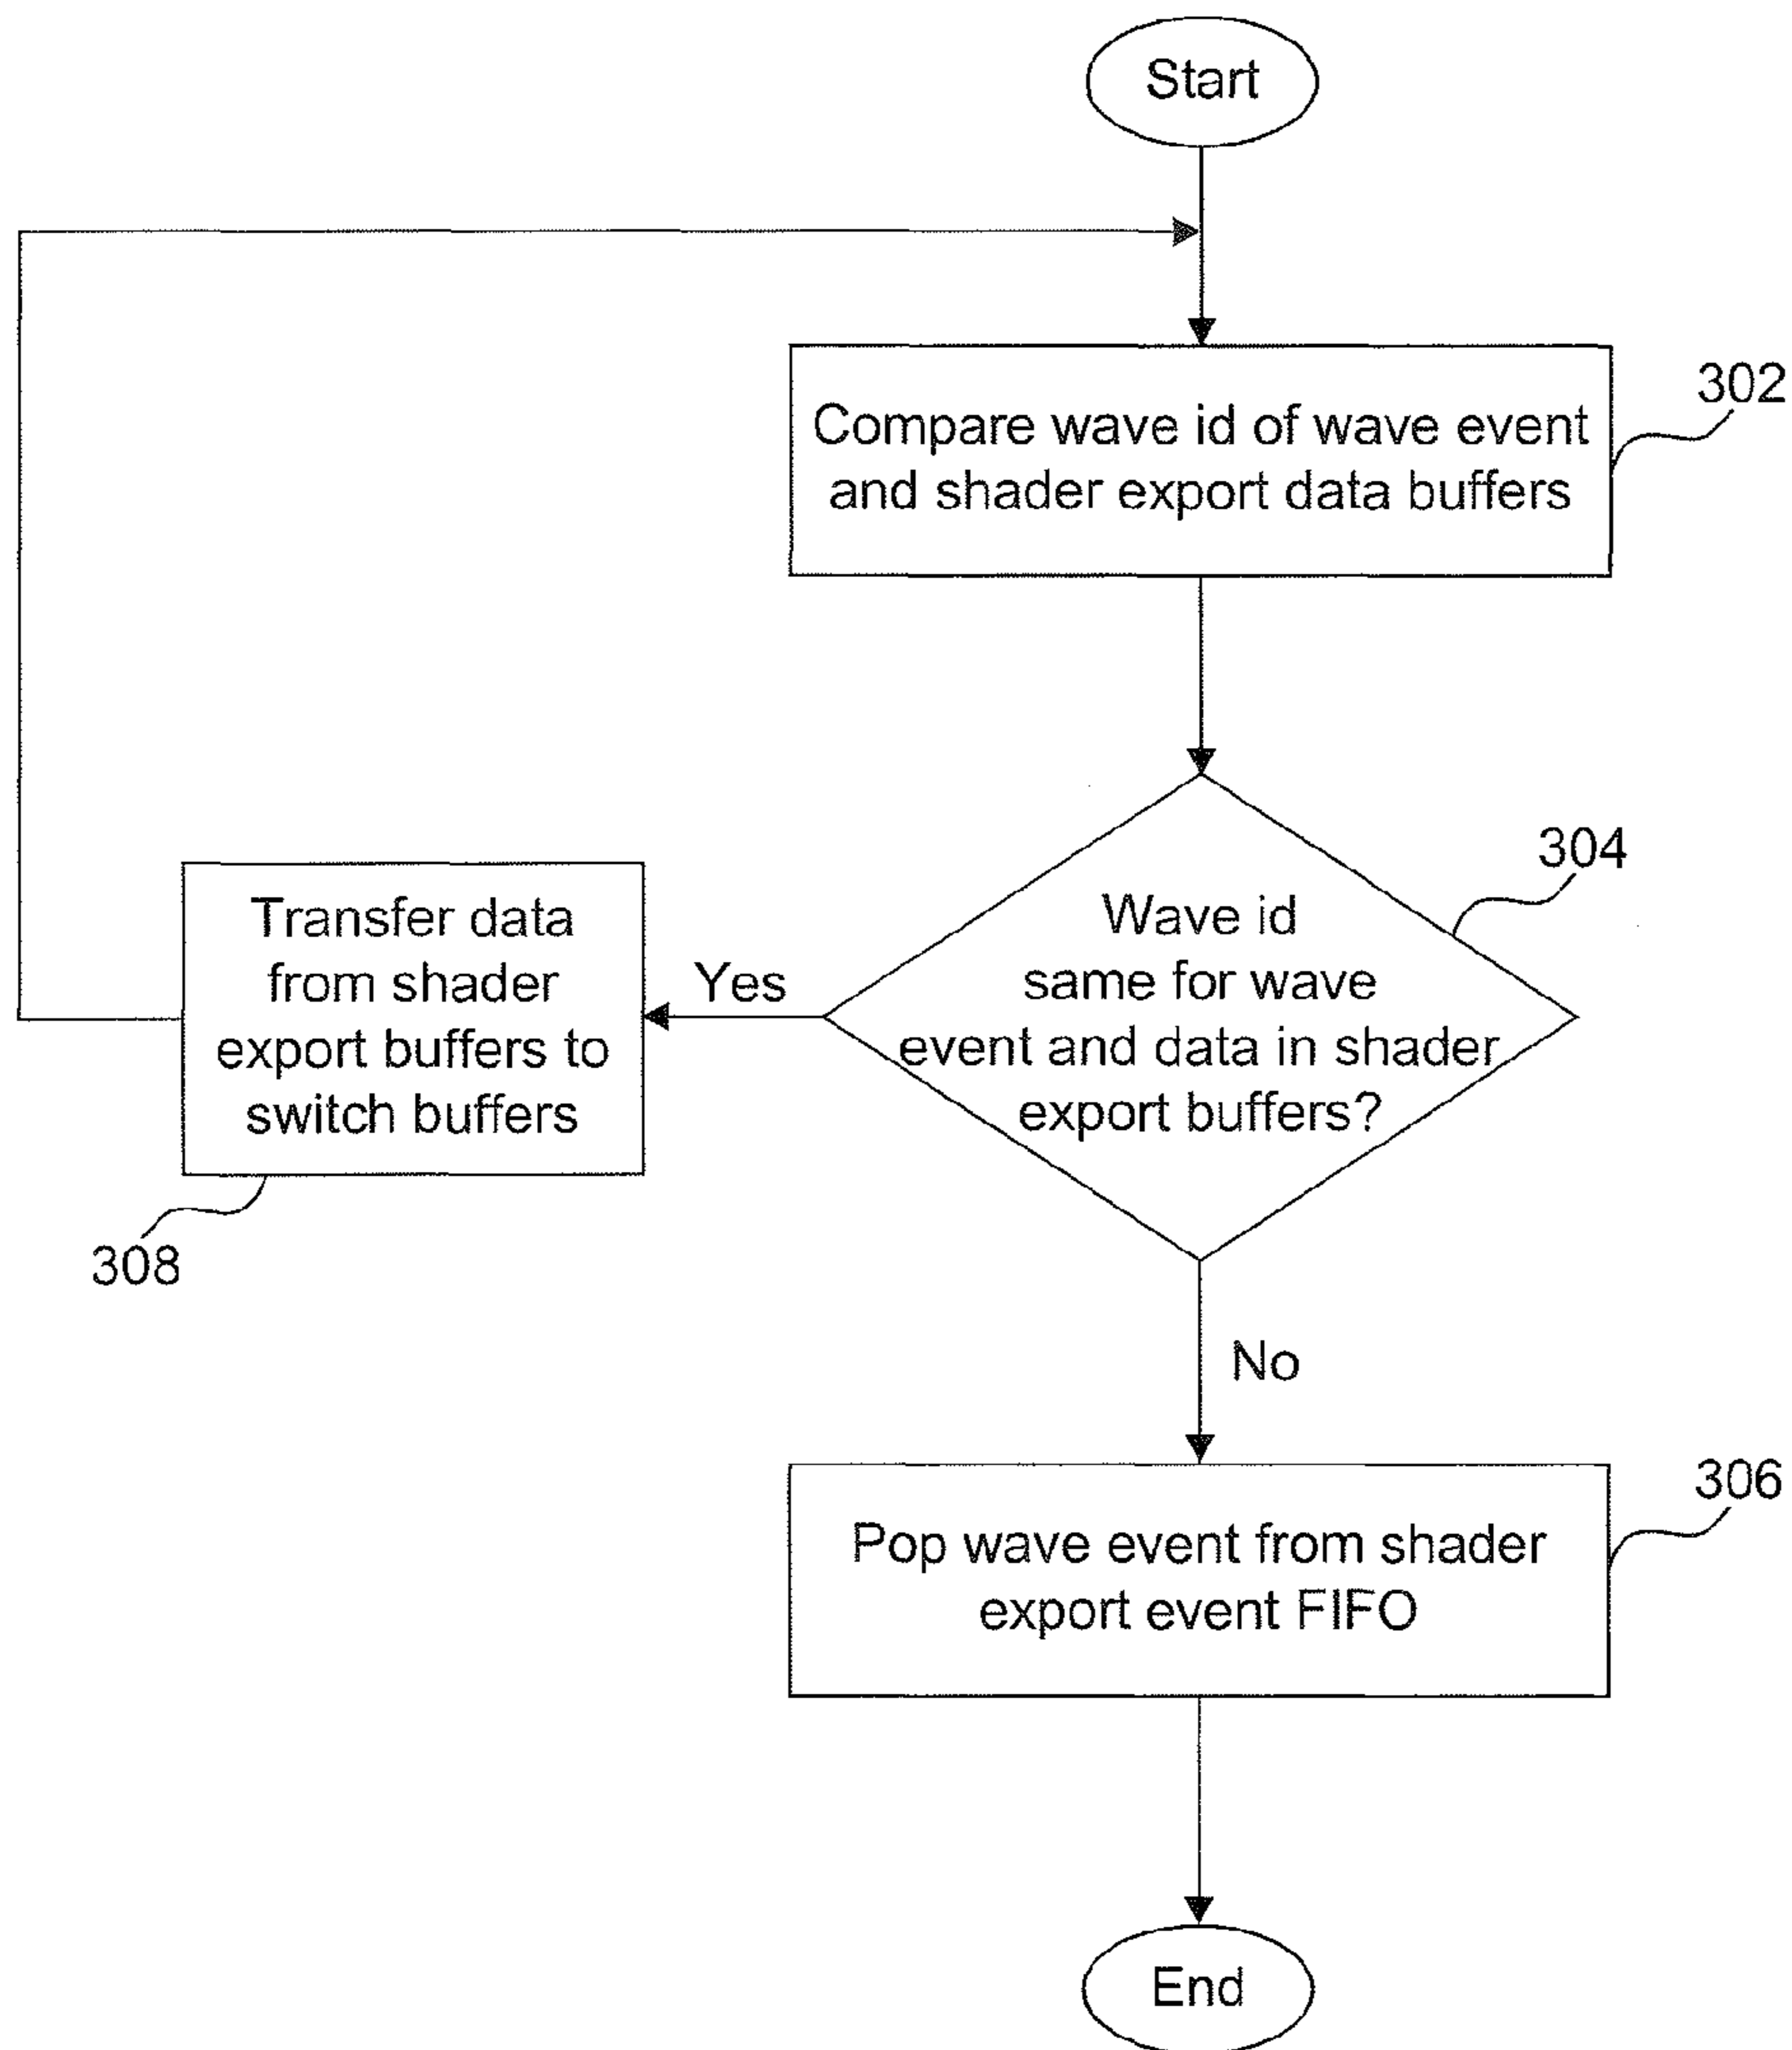 Start
302
Compare wave id of wave event
and shader export data buffers
304
Wave id
same for wave
event and data in shader
export buffers?
Yes
Transfer data
from shader
export buffers to
switch buffers
308
No
306
Pop wave event from shader
export event FIFO
End